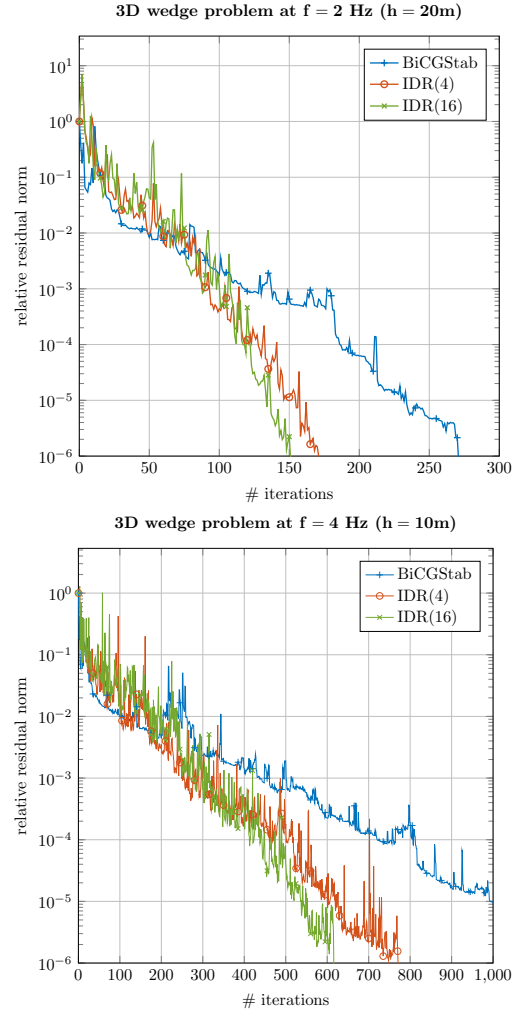 3D wedge problem at f = 2 Hz (h = 20m)
BiCGStab
IDR(4)
IDR(16)
10^1
10^0
10^−1
10^−2
10^−3
10^−4
10^−5
10^−6
relative residual norm
0 50 100 150 200 250 300
# iterations
3D wedge problem at f = 4 Hz (h = 10m)
BiCGStab
IDR(4)
IDR(16)
10^0
10^−1
10^−2
10^−3
10^−4
10^−5
10^−6
relative residual norm
0 100 200 300 400 500 600 700 800 900 1,000
# iterations